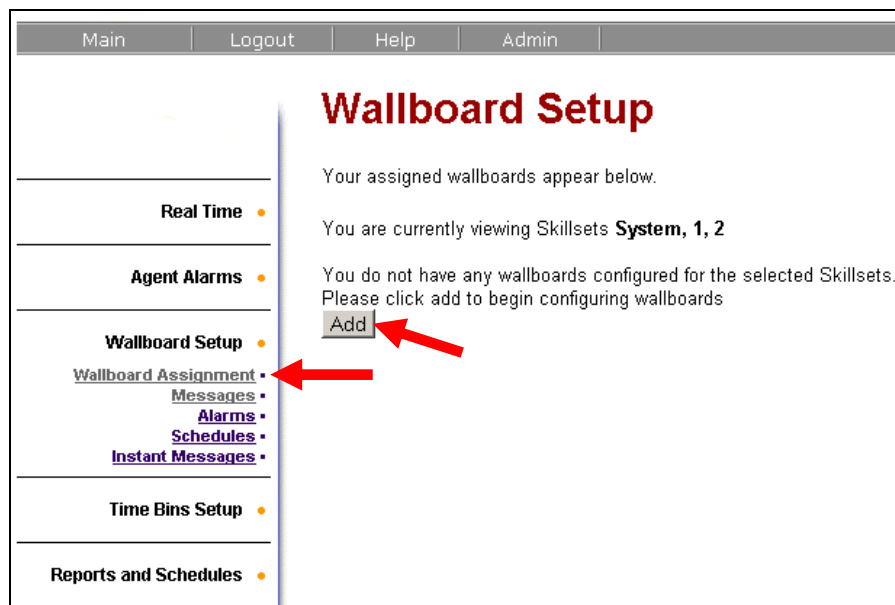 Main Logout Help Admin
Wallboard Setup
Your assigned wallboards appear below.
You are currently viewing Skillsets System, 1, 2
You do not have any wallboards configured for the selected Skillsets.
Please click add to begin configuring wallboards
Add
Real Time
Agent Alarms
Wallboard Setup
Wallboard Assignment
Messages
Alarms
Schedules
Instant Messages
Time Bins Setup
Reports and Schedules